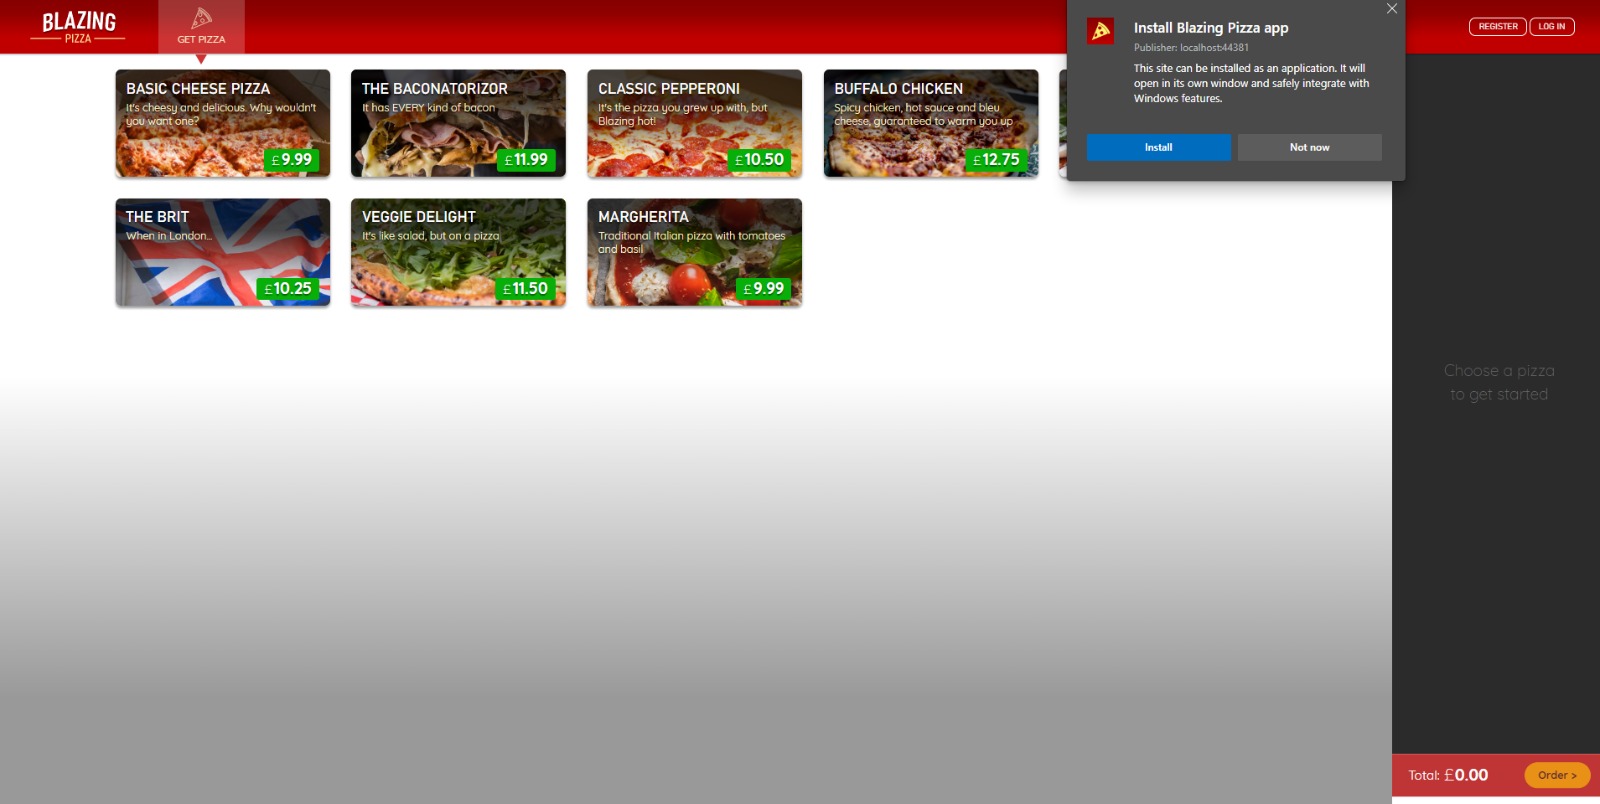 BLAZING
PIZZA
GET PIZZA
REGISTER
LOG IN
Install Blazing Pizza app
Publisher: localhost:44381
This site can be installed as an application. It will
open in its own window and safely integrate with
Windows features.
Install
Not now
BASIC CHEESE PIZZA
It's cheesy and delicious. Why wouldn't
you want one?
£9.99
THE BACONATORIZOR
It has EVERY kind of bacon
£11.99
CLASSIC PEPPERONI
It's the pizza you grew up with, but
Blazing hot!
£10.50
BUFFALO CHICKEN
Spicy chicken, hot sauce and bleu
cheese, guaranteed to warm you up
£12.75
THE BRIT
When in London...
£10.25
VEGGIE DELIGHT
It's like salad, but on a pizza
£11.50
MARGHERITA
Traditional Italian pizza with tomatoes
and basil
£9.99
Choose a pizza
to get started
Total: £0.00
Order >